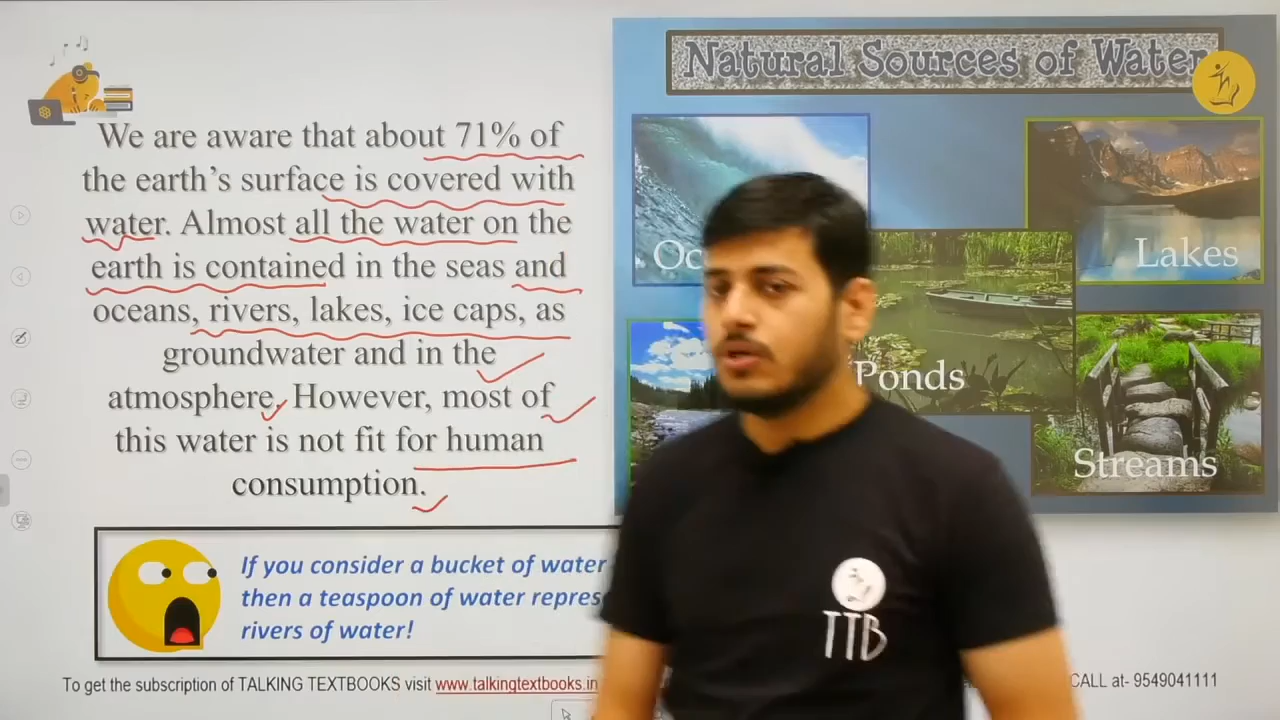 We are aware that about 71% of
the earth’s surface is covered with
water. Almost all the water on the
earth is contained in the seas and
oceans, rivers, lakes, ice caps, as
groundwater and in the
atmosphere. However, most of
this water is not fit for human
consumption.
If you consider a bucket of water
then a teaspoon of water
rivers of water!
To get the subscription of TALKING TEXTBOOKS visit www.talkingtextbooks.in
CALL at- 9549041111
Natural Sources of Water
Lakes
Ponds
Streams
TTB